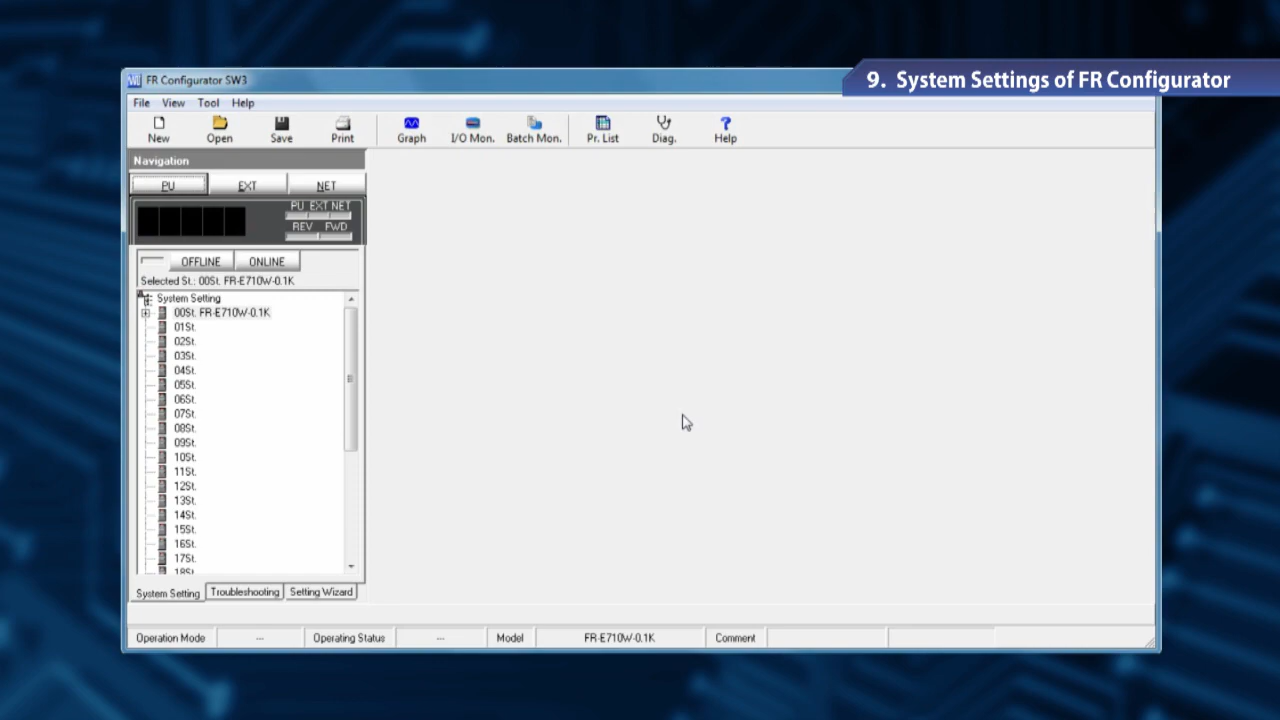 FR Configurator SW3
9. System Settings of FR Configurator
File View Tool Help
New Open Save Print Graph I/O Mon. Batch Mon. Pr. List Diag. Help
Navigation
PU EXT NET
PU EXT NET
REV FWD
OFFLINE ONLINE
Selected St.: 00St. FR-E710W-0.1K
System Setting
00St. FR-E710W-0.1K
01St.
02St.
03St.
04St.
05St.
06St.
07St.
08St.
09St.
10St.
11St.
12St.
13St.
14St.
15St.
16St.
17St.
18St.
System Setting Troubleshooting Setting Wizard
Operation Mode --- Operating Status --- Model FR-E710W-0.1K Comment